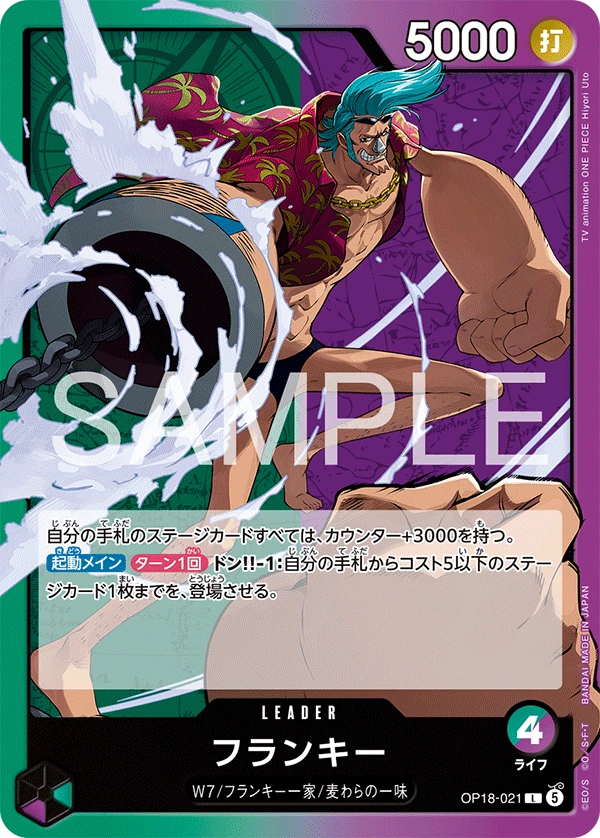 5000 打
TV animation ONE PIECE Hiyori Uto
SAMPLE
自分の手札のステージカードすべては、カウンター+3000を持つ。
起動メイン ターン1回 ドン!!-1:自分の手札からコスト5以下のステー
ジカード1枚までを、登場させる。
BANDAI MADE IN JAPAN
©E.O/S ©O./S・F・T
LEADER
フランキー
W7/フランキー一家/麦わらの一味
4
ライフ
OP18-021 L 5